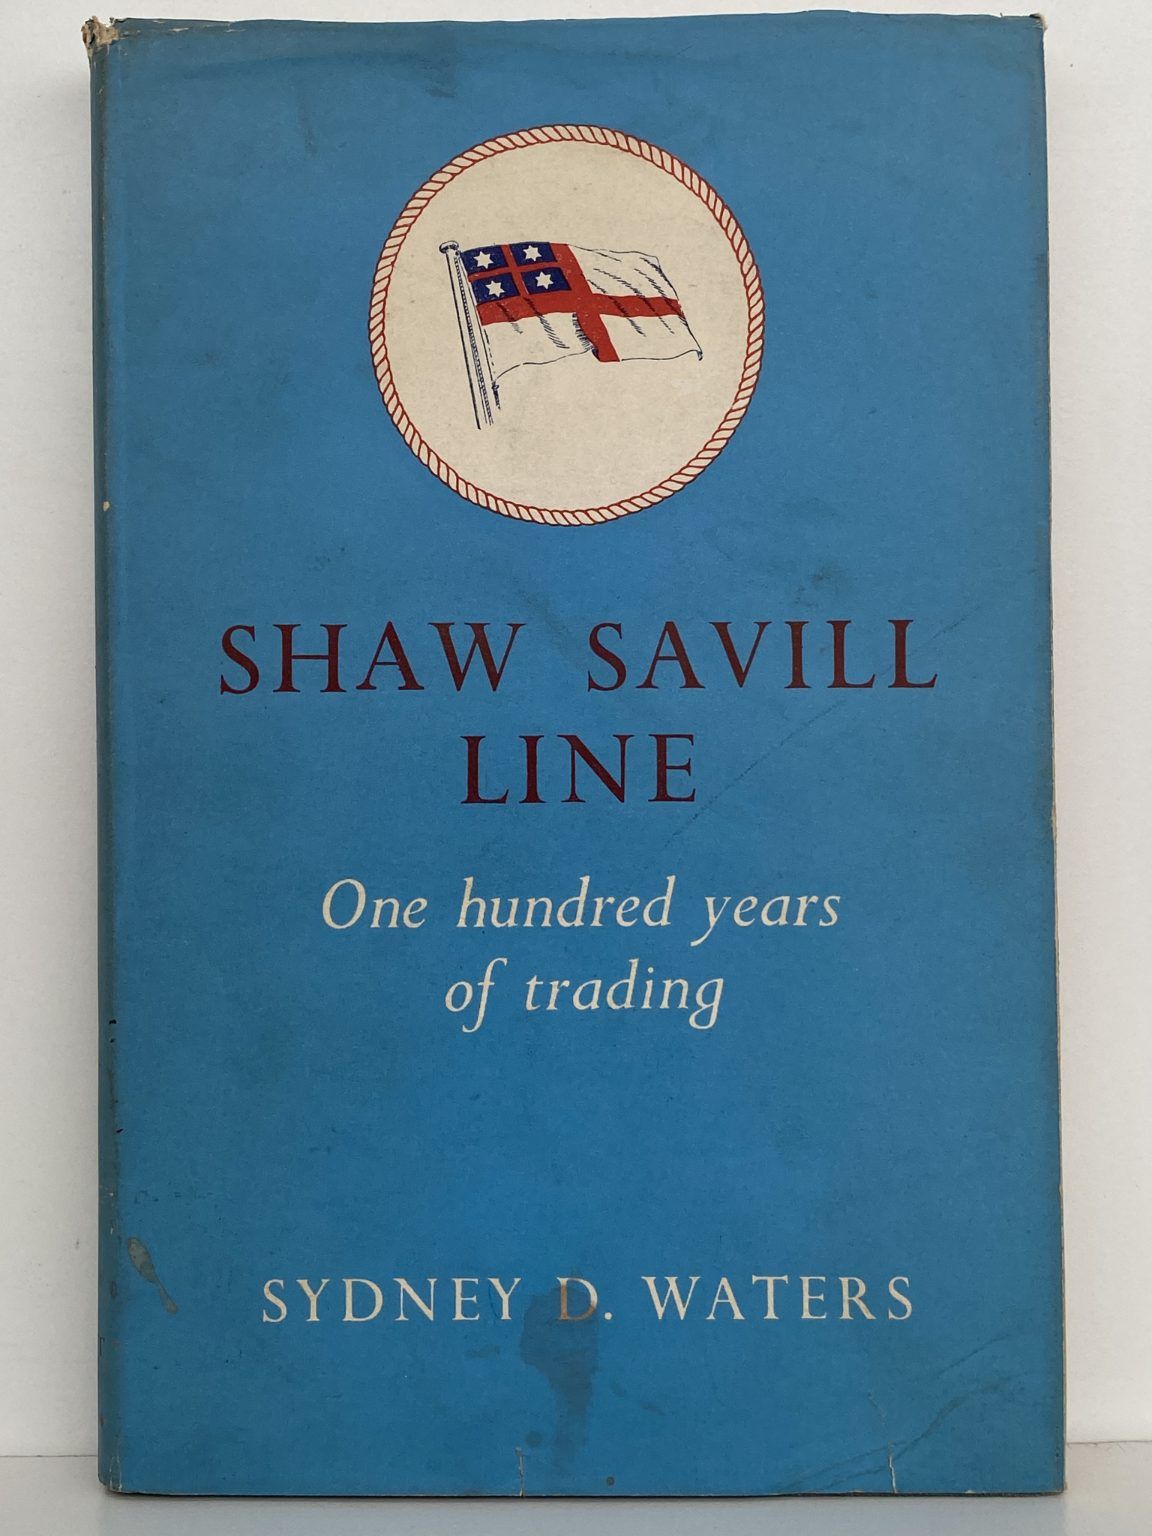 SHAW SAVILL
LINE
One hundred years
of trading
SYDNEY D. WATERS